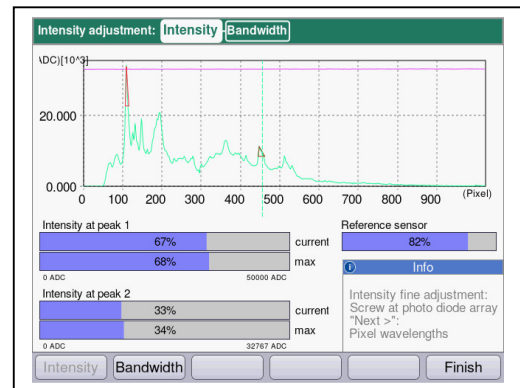 Intensity adjustment: Intensity Bandwidth
ADC)[10^3]
20.000
0.000
0 100 200 300 400 500 600 700 800 900 (Pixel)
Intensity at peak 1
67% current
68% max
0 ADC 50000 ADC
Intensity at peak 2
33% current
34% max
0 ADC 32767 ADC
Reference sensor
82%
Info
Intensity fine adjustment:
Screw at photo diode array
"Next >":
Pixel wavelengths
Intensity Bandwidth Finish